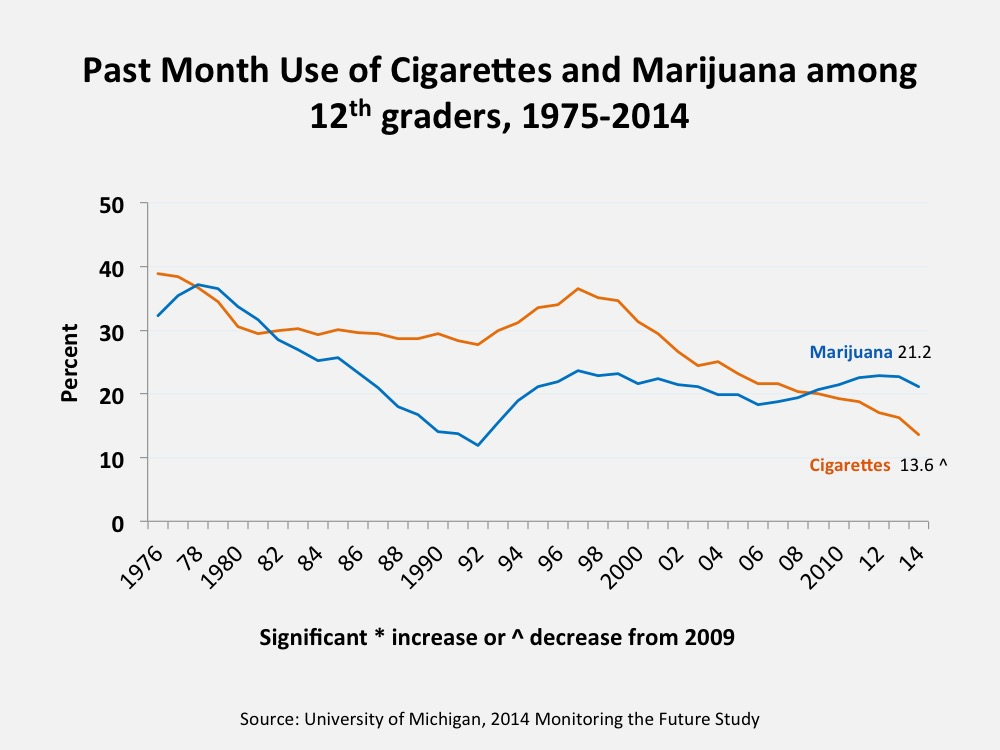 Past Month Use of Cigarettes and Marijuana among
12th graders, 1975-2014
50
40
30
20
10
0
Percent
Marijuana 21.2
Cigarettes 13.6 ^
1976 78 1980 82 84 86 88 1990 92 94 96 98 2000 02 04 06 08 2010 12 14
Significant * increase or ^ decrease from 2009
Source: University of Michigan, 2014 Monitoring the Future Study